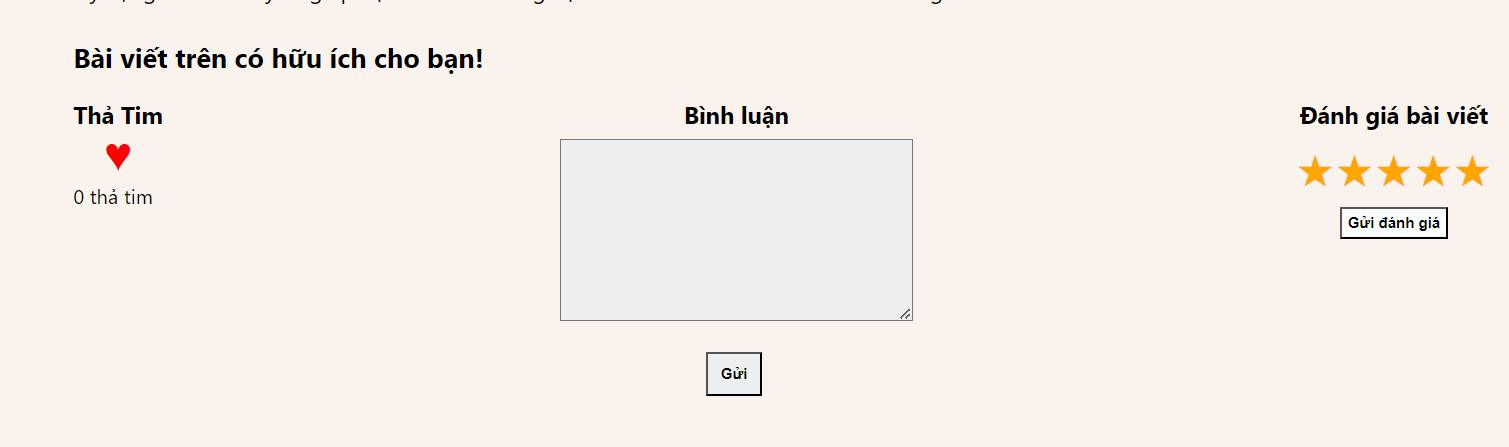 Bài viết trên có hữu ích cho bạn!
Thả Tim
0 thả tim
Bình luận
Gửi
Đánh giá bài viết
Gửi đánh giá